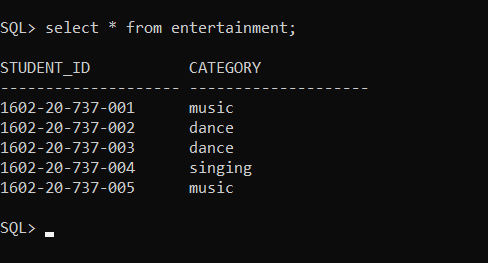 SQL> select * from entertainment;
STUDENT_ID CATEGORY
-------------------- --------------------
1602-20-737-001 music
1602-20-737-002 dance
1602-20-737-003 dance
1602-20-737-004 singing
1602-20-737-005 music
SQL>